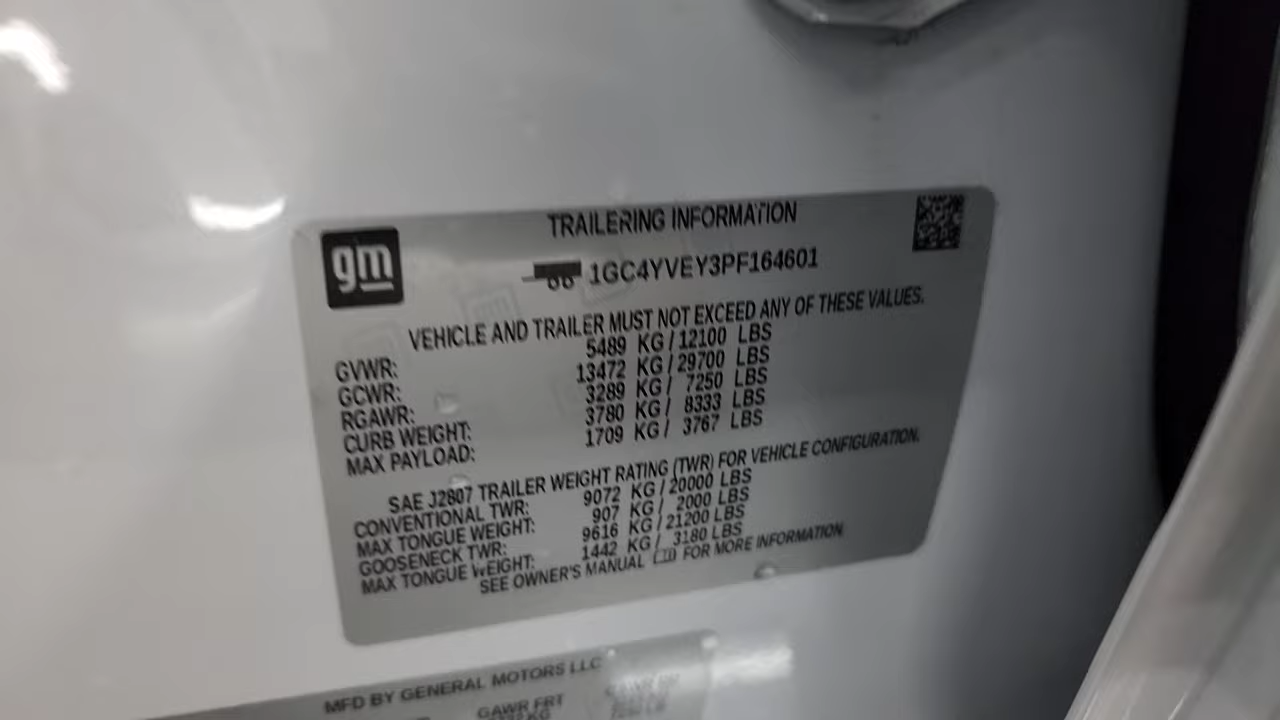 gm
TRAILERING INFORMATION
1GC4YVEY3PF164601
VEHICLE AND TRAILER MUST NOT EXCEED ANY OF THESE VALUES.
GVWR: 5489 KG / 12100 LBS
GCWR: 13472 KG / 29700 LBS
RGAWR: 3289 KG / 7250 LBS
CURB WEIGHT: 3780 KG / 8333 LBS
MAX PAYLOAD: 1709 KG / 3767 LBS
SAE J2807 TRAILER WEIGHT RATING (TWR) FOR VEHICLE CONFIGURATION.
CONVENTIONAL TWR: 9072 KG / 20000 LBS
MAX TONGUE WEIGHT: 907 KG / 2000 LBS
GOOSENECK TWR: 9616 KG / 21200 LBS
MAX TONGUE WEIGHT: 1442 KG / 3180 LBS
SEE OWNER'S MANUAL FOR MORE INFORMATION
MFD BY GENERAL MOTORS LLC
GAWR FRT